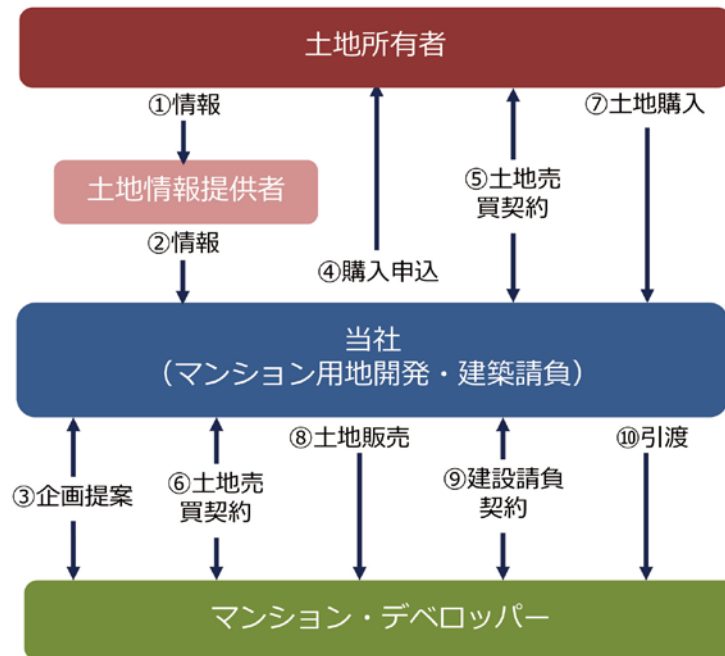 土地所有者
①情報
⑦土地購入
土地情報提供者
⑤土地売
買契約
②情報
④購入申込
当社
（マンション用地開発・建築請負）
③企画提案
⑥土地売
買契約
⑧土地販売
⑨建設請負
契約
⑩引渡
マンション・デベロッパー